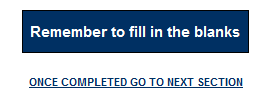 Remember to fill in the blanks
ONCE COMPLETED GO TO NEXT SECTION